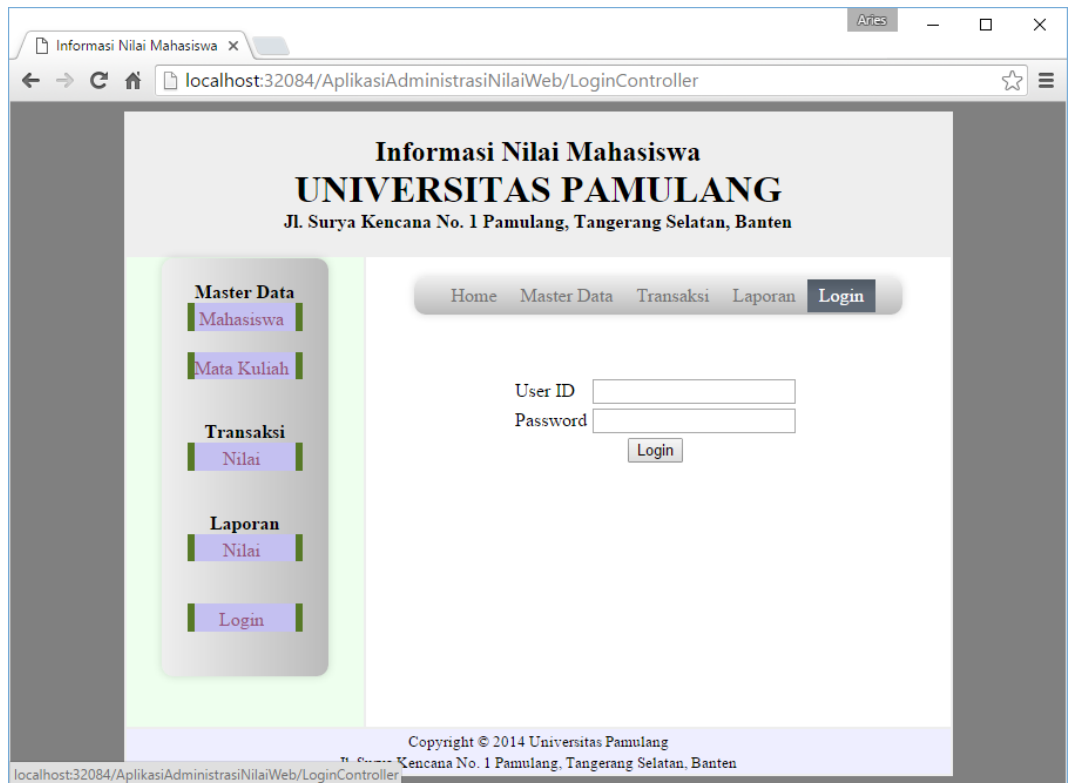 Aries
Informasi Nilai Mahasiswa
localhost:32084/AplikasiAdministrasiNilaiWeb/LoginController
Informasi Nilai Mahasiswa
UNIVERSITAS PAMULANG
Jl. Surya Kencana No. 1 Pamulang, Tangerang Selatan, Banten
Master Data
Mahasiswa
Mata Kuliah
Transaksi
Nilai
Laporan
Nilai
Login
Home Master Data Transaksi Laporan Login
User ID
Password
Login
Copyright © 2014 Universitas Pamulang
Kencana No. 1 Pamulang, Tangerang Selatan, Banten
localhost:32084/AplikasiAdministrasiNilaiWeb/LoginController